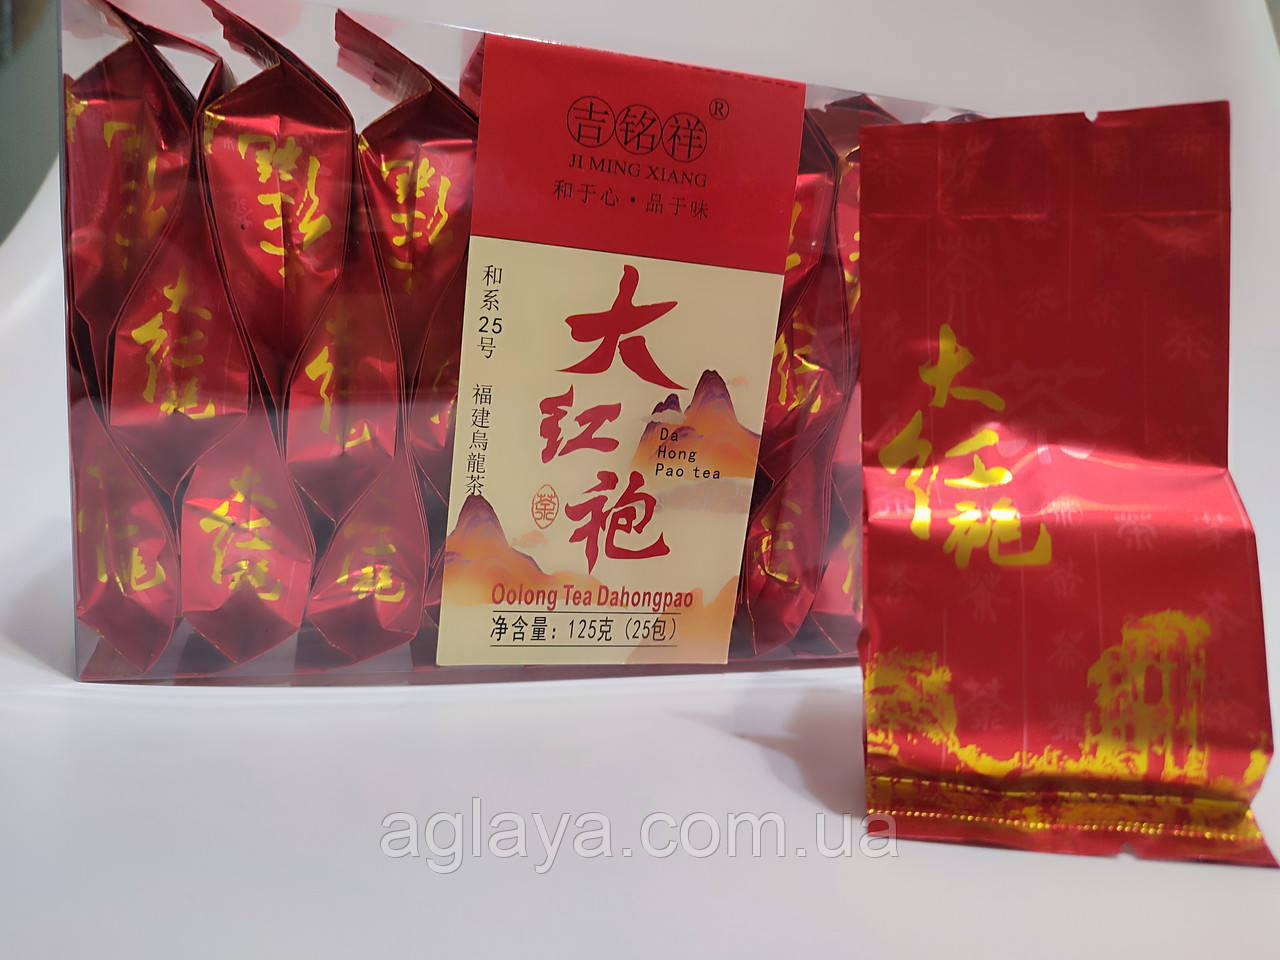 吉铭祥®
JI MING XIANG
和于心·品于味
和系25号 福建烏龍茶
大红袍
Da
Hong
Pao tea
茶
Oolong Tea Dahongpao
净含量：125克（25包）
大红袍
aglaya.com.ua